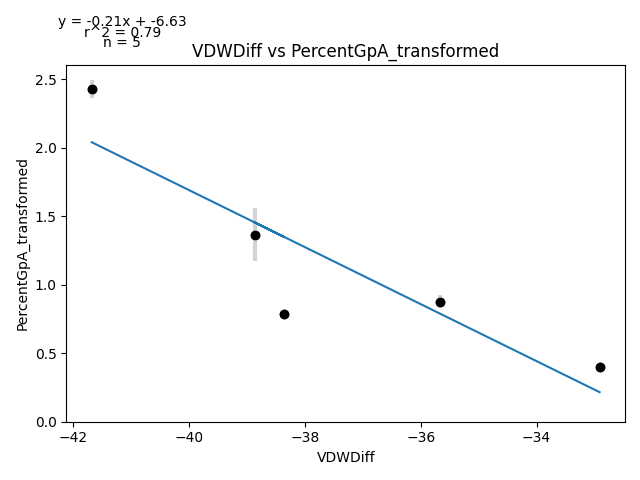 y = -0.21x + -6.63
r^2 = 0.79
n = 5
VDWDiff vs PercentGpA_transformed
PercentGpA_transformed
2.5
2.0
1.5
1.0
0.5
0.0
−42 −40 −38 −36 −34
VDWDiff